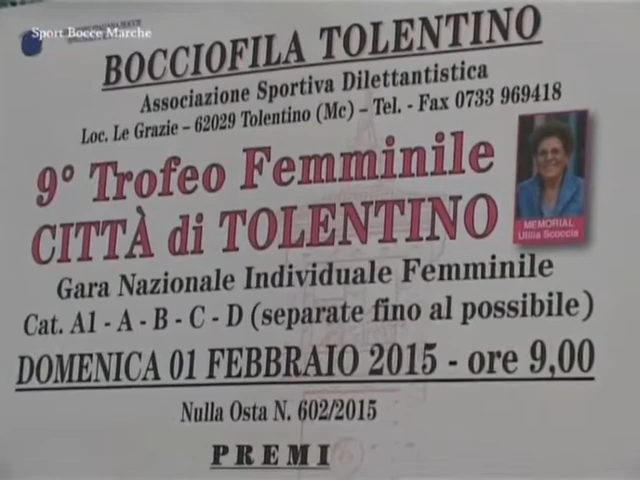 Sport Bocce Marche
BOCCIOFILA TOLENTINO
Associazione Sportiva Dilettantistica
Loc. Le Grazie – 62029 Tolentino (Mc) – Tel. - Fax 0733 969418
9° Trofeo Femminile
CITTÀ di TOLENTINO
MEMORIAL
Utilia Scoccia
Gara Nazionale Individuale Femminile
Cat. A1 - A - B - C - D (separate fino al possibile)
DOMENICA 01 FEBBRAIO 2015 - ore 9,00
Nulla Osta N. 602/2015
PREMI